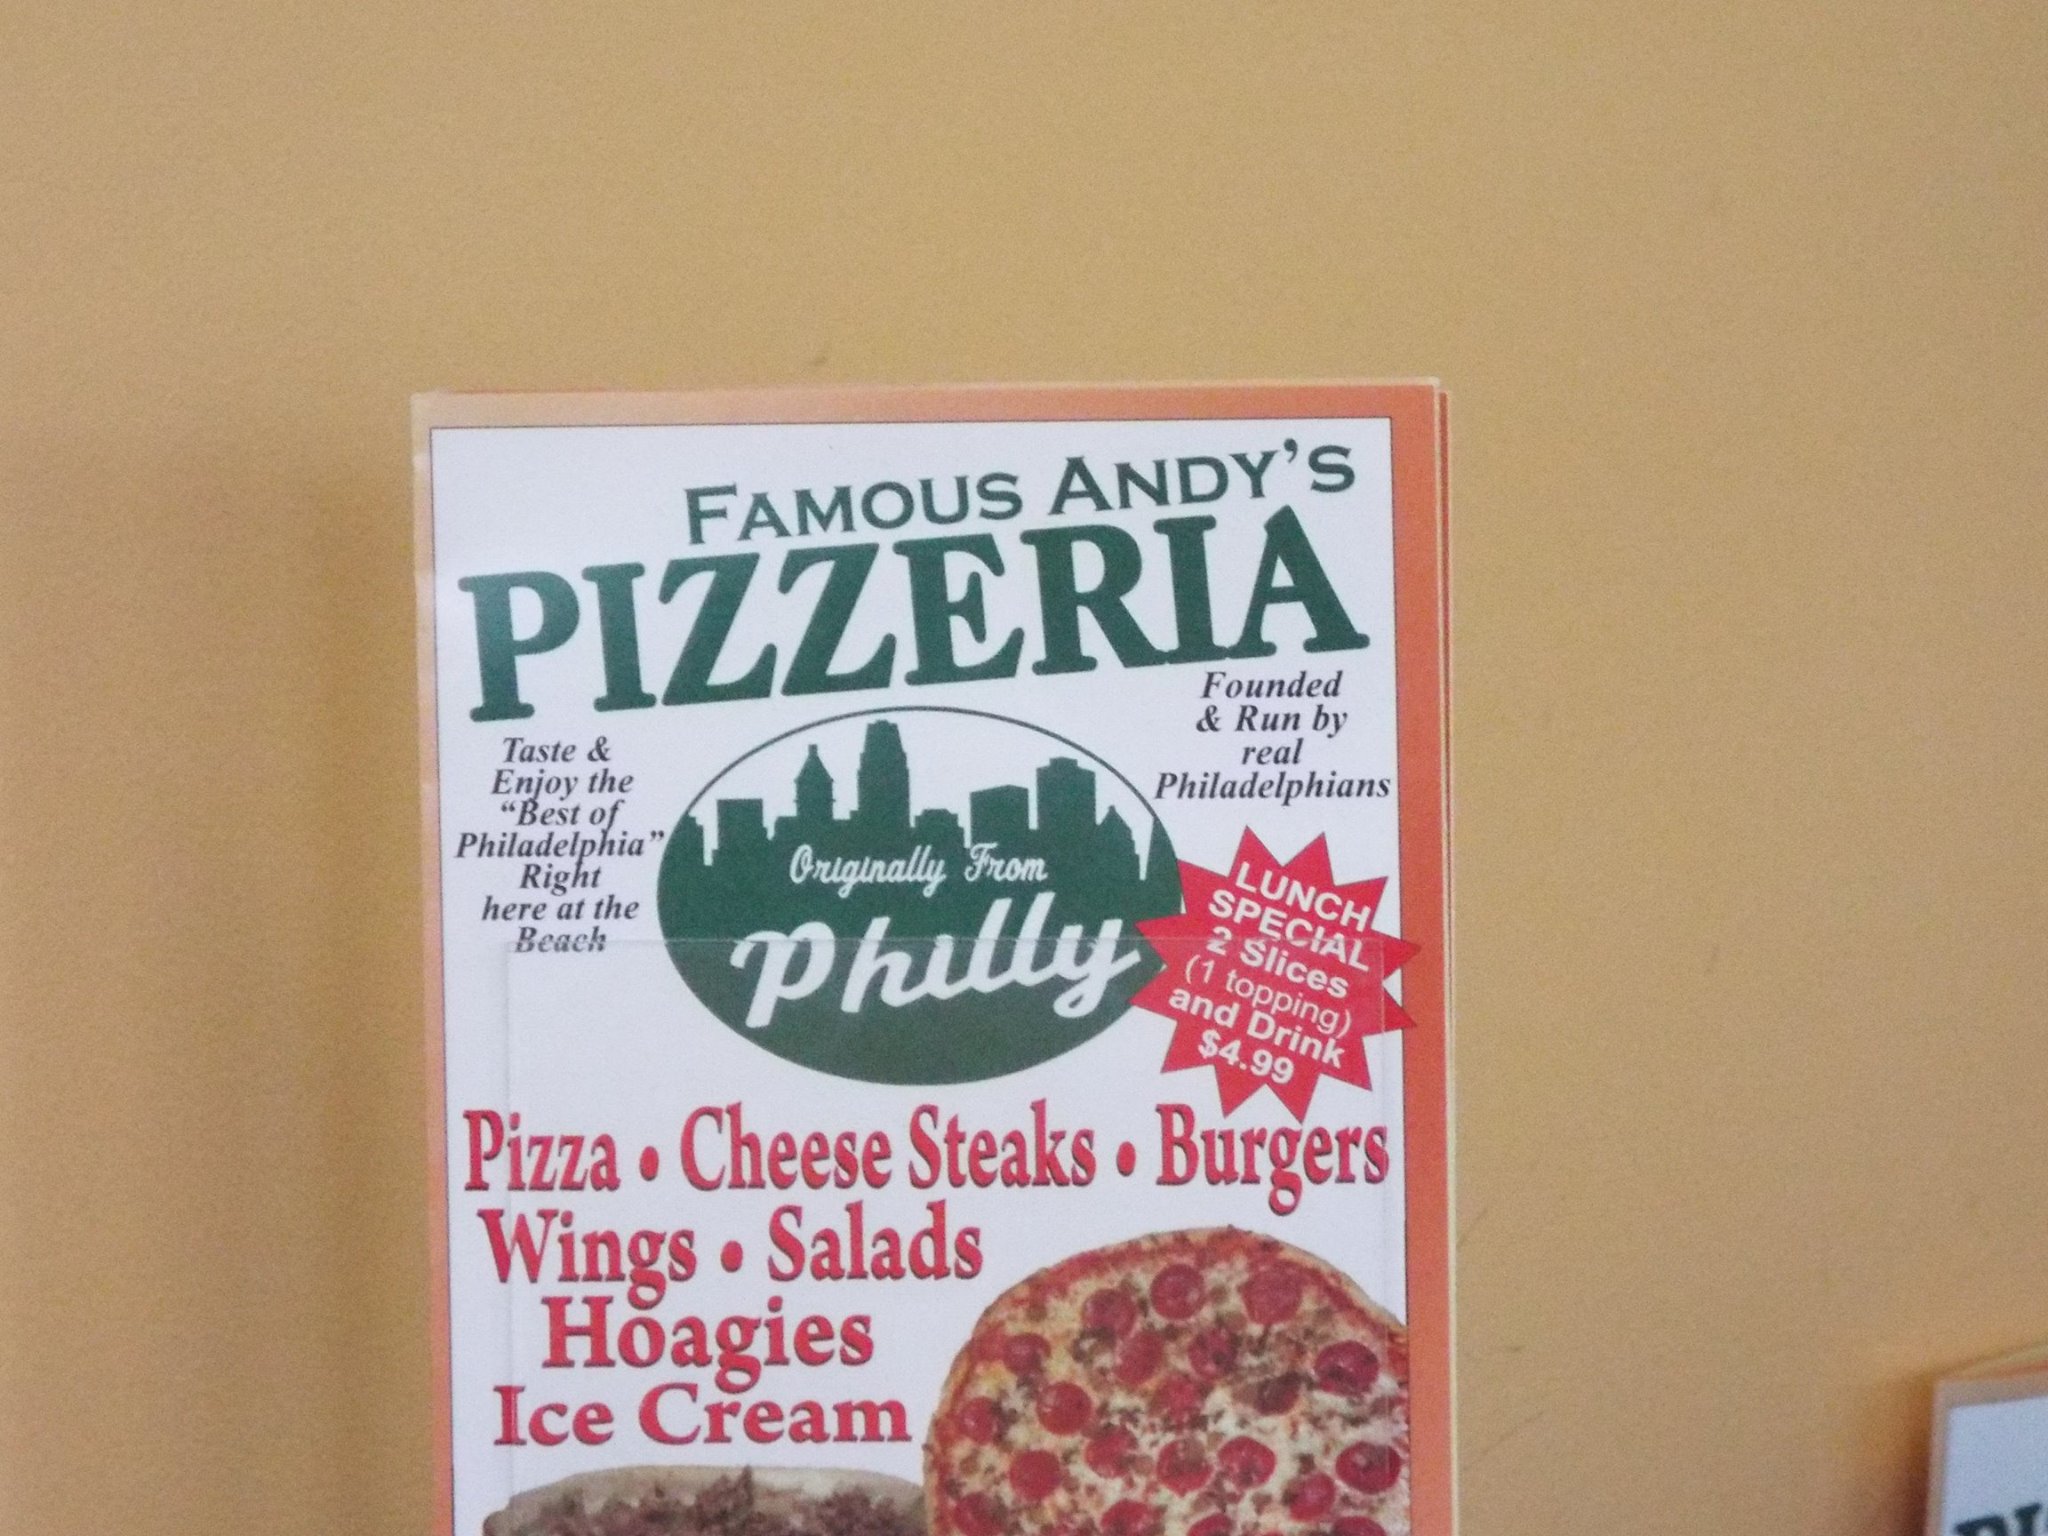 FAMOUS ANDY'S
PIZZERIA
Taste &
Enjoy the
"Best of
Philadelphia"
Right
here at the
Beach
Founded
& Run by
real
Philadelphians
Originally From
Philly
LUNCH
SPECIAL
2 Slices
(1 topping)
and Drink
$4.99
Pizza • Cheese Steaks • Burgers
Wings • Salads
Hoagies
Ice Cream